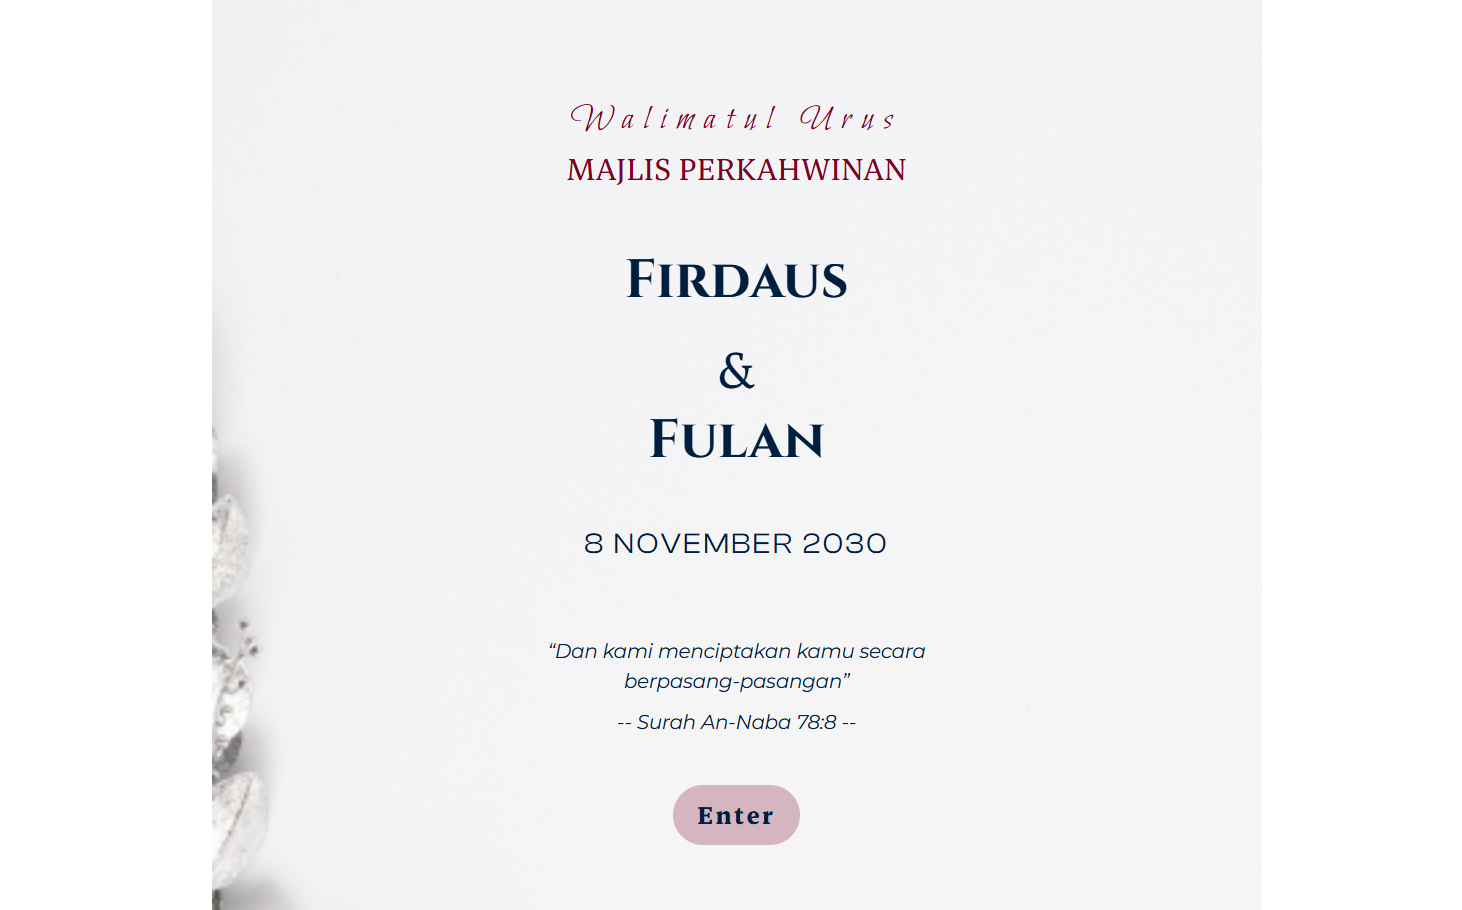 Walimatul Urus
MAJLIS PERKAHWINAN
Firdaus
&
Fulan
8 NOVEMBER 2030
“Dan kami menciptakan kamu secara
berpasang-pasangan”
-- Surah An-Naba 78:8 --
Enter